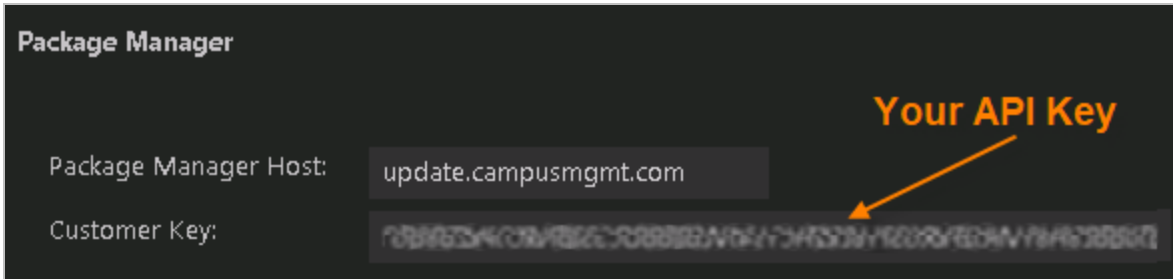 Package Manager
Your API Key
Package Manager Host: update.campusmgmt.com
Customer Key: